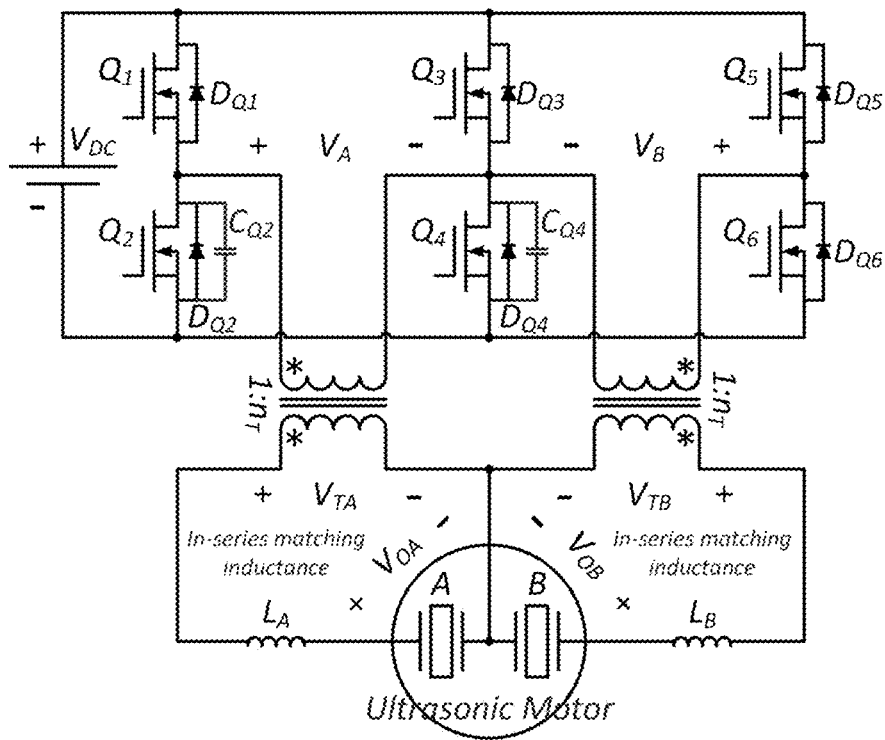 Q1
DQ1
Q3
DQ3
Q5
DQ5
+ VDC
-
+ VA -
- VB +
Q2
CQ2
DQ2
Q4
CQ4
DQ4
Q6
DQ6
*
*
1:nT
1:nT
*
*
+ VTA -
- VTB +
In-series matching
inductance
In-series matching
inductance
- VOA +
- VOB +
LA
A
B
LB
Ultrasonic Motor